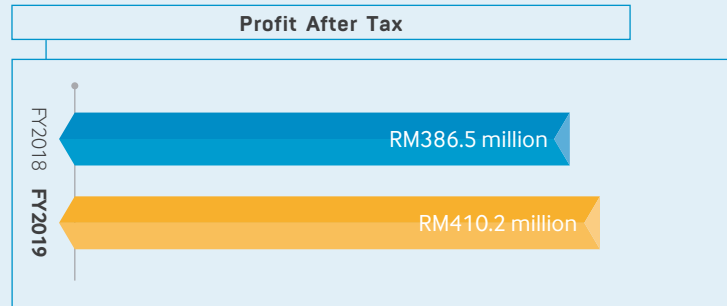 Profit After Tax
FY2018
RM386.5 million
FY2019
RM410.2 million